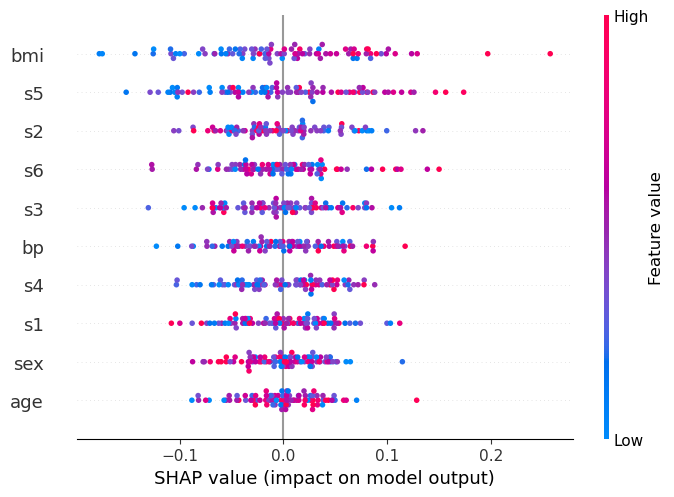 High
bmi
s5
s2
s6
s3
bp
s4
s1
sex
age
Feature value
Low
−0.1 0.0 0.1 0.2
SHAP value (impact on model output)